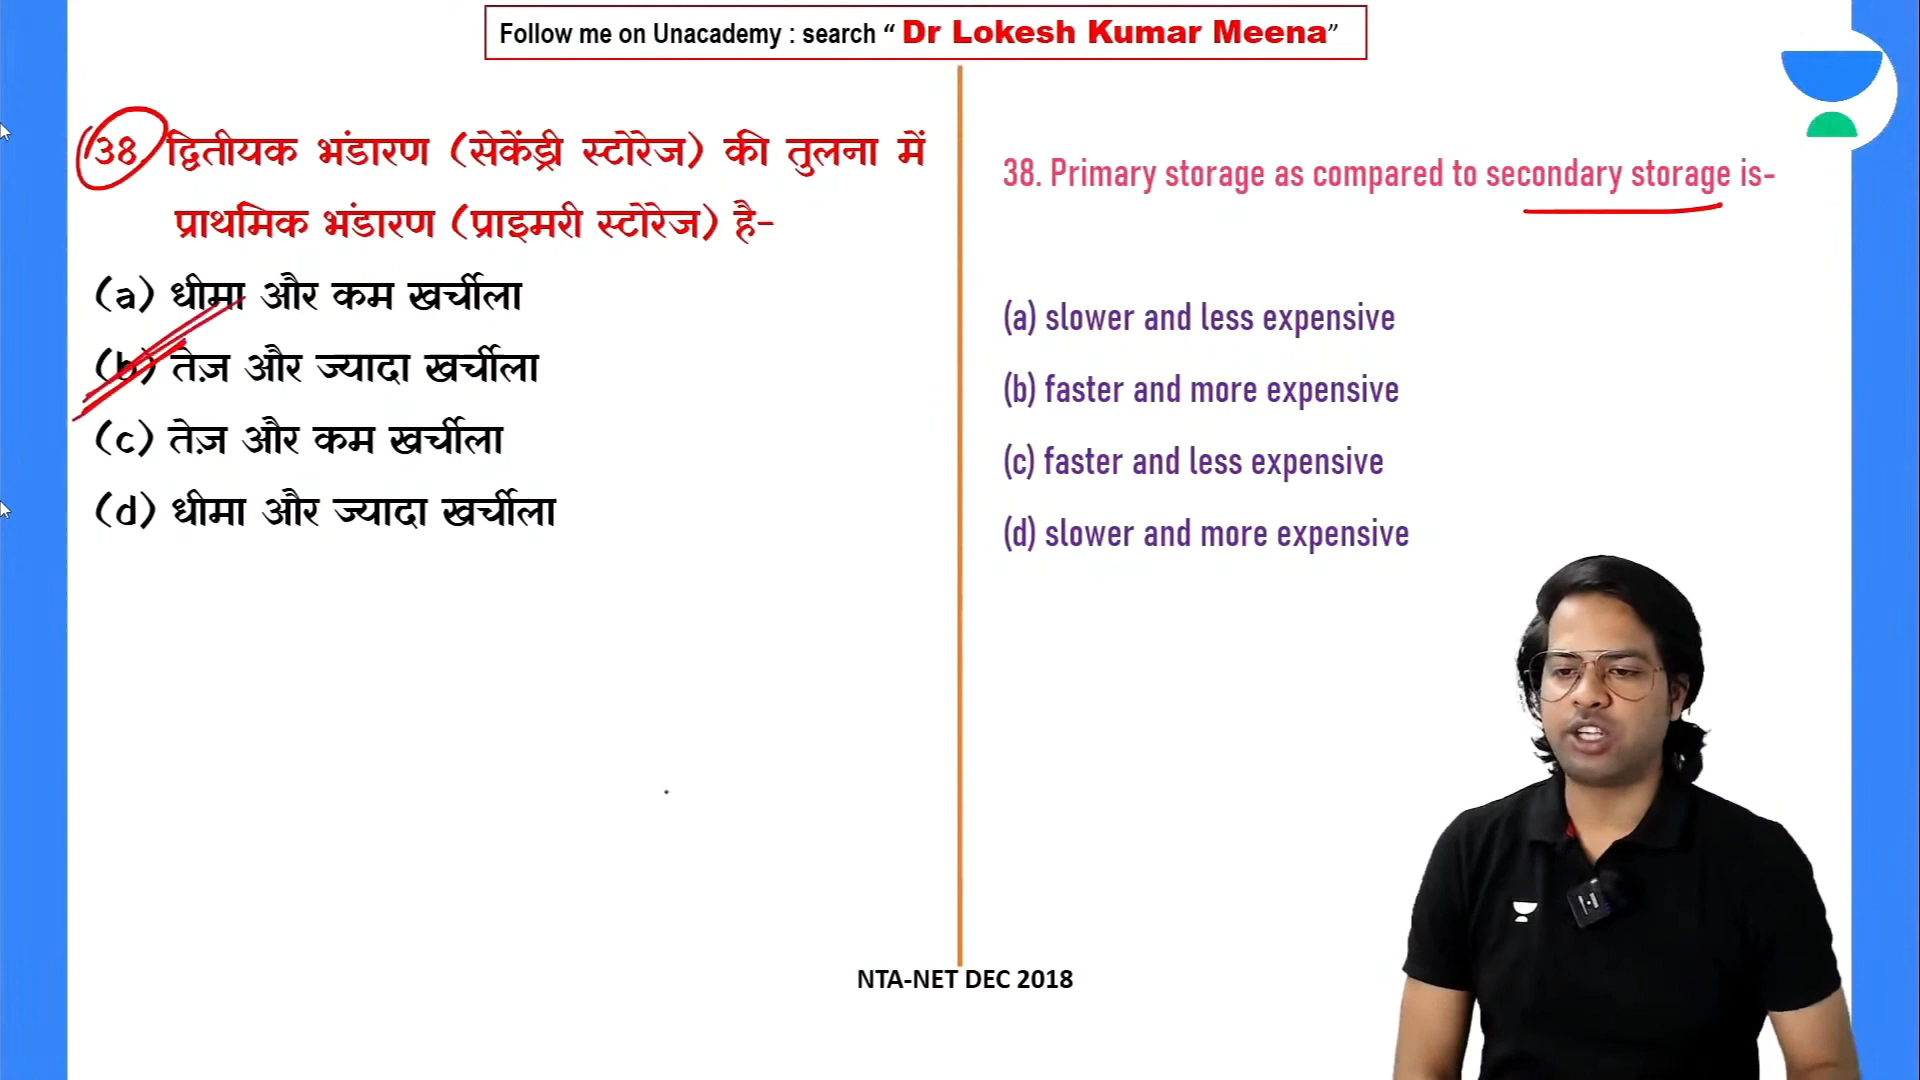 Follow me on Unacademy : search “ Dr Lokesh Kumar Meena”
38. द्वितीयक भंडारण (सेकेंड्री स्टोरेज) की तुलना में
प्राथमिक भंडारण (प्राइमरी स्टोरेज) है-
(a) धीमा और कम खर्चीला
(b) तेज़ और ज्यादा खर्चीला
(c) तेज़ और कम खर्चीला
(d) धीमा और ज्यादा खर्चीला
38. Primary storage as compared to secondary storage is-
(a) slower and less expensive
(b) faster and more expensive
(c) faster and less expensive
(d) slower and more expensive
NTA-NET DEC 2018